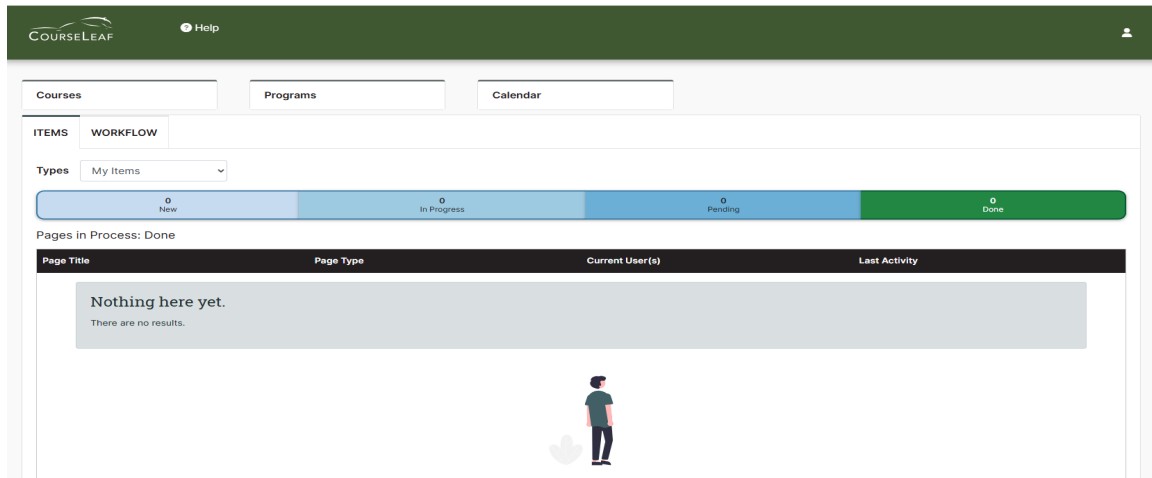 COURSELEAF
? Help
Courses
Programs
Calendar
ITEMS
WORKFLOW
Types
My Items
0
New
0
In Progress
0
Pending
0
Done
Pages in Process: Done
Page Title
Page Type
Current User(s)
Last Activity
Nothing here yet.
There are no results.